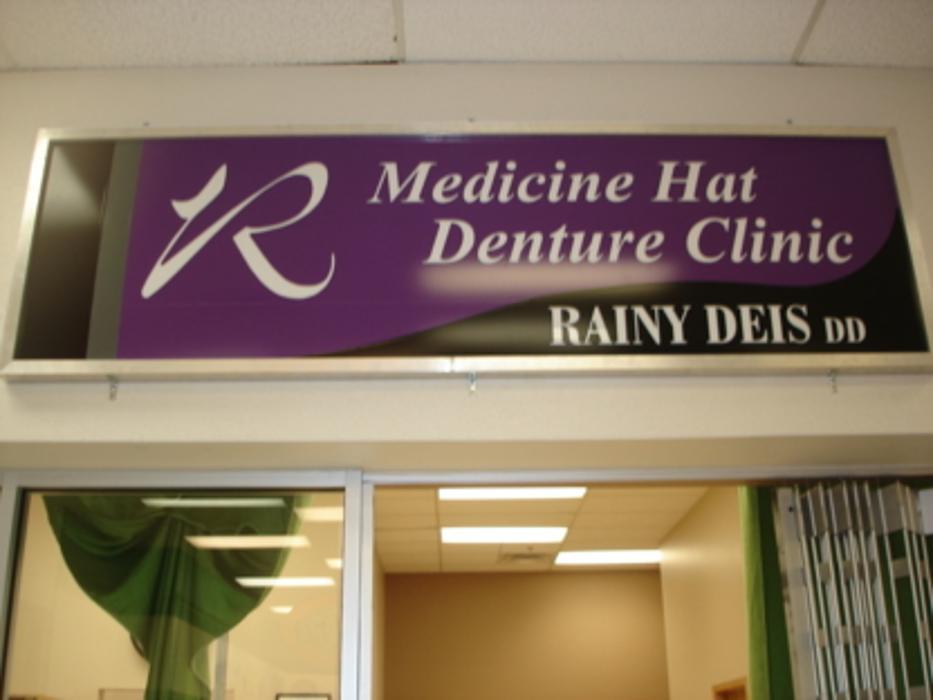 R
Medicine Hat
Denture Clinic
RAINY DEIS DD